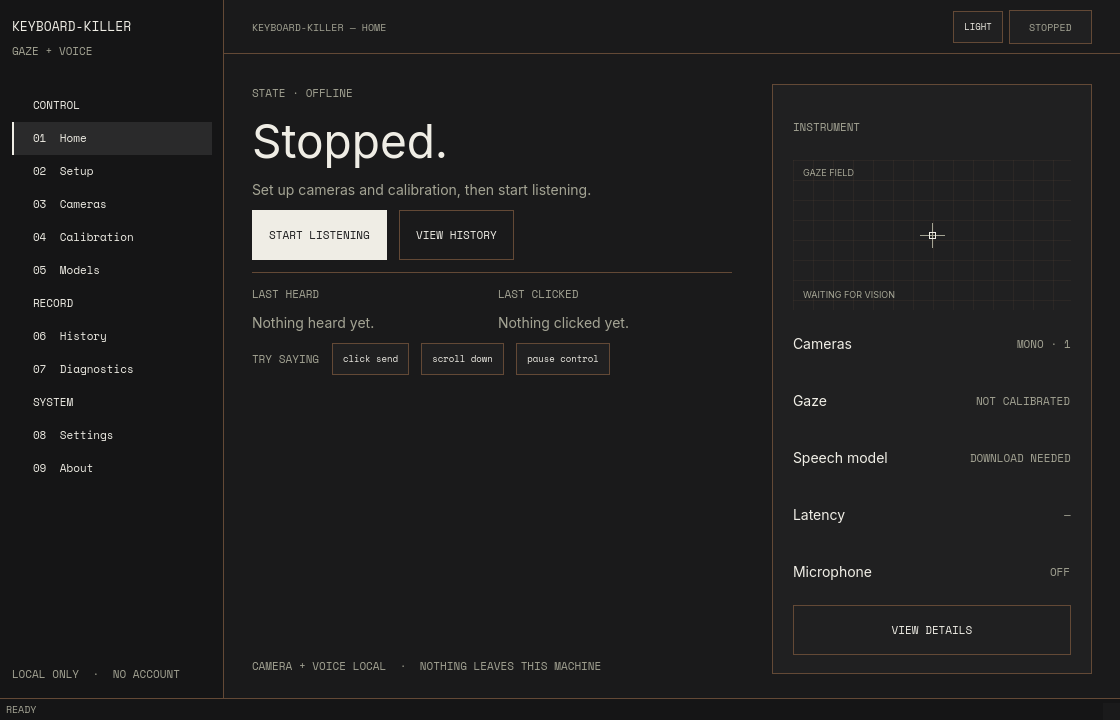 KEYBOARD-KILLER
GAZE + VOICE
CONTROL
01 Home
02 Setup
03 Cameras
04 Calibration
05 Models
RECORD
06 History
07 Diagnostics
SYSTEM
08 Settings
09 About
LOCAL ONLY · NO ACCOUNT
KEYBOARD-KILLER — HOME
LIGHT
STOPPED
STATE · OFFLINE
Stopped.
Set up cameras and calibration, then start listening.
START LISTENING
VIEW HISTORY
LAST HEARD
Nothing heard yet.
LAST CLICKED
Nothing clicked yet.
TRY SAYING
click send
scroll down
pause control
CAMERA + VOICE LOCAL · NOTHING LEAVES THIS MACHINE
INSTRUMENT
GAZE FIELD
WAITING FOR VISION
Cameras MONO · 1
Gaze NOT CALIBRATED
Speech model DOWNLOAD NEEDED
Latency —
Microphone OFF
VIEW DETAILS
READY